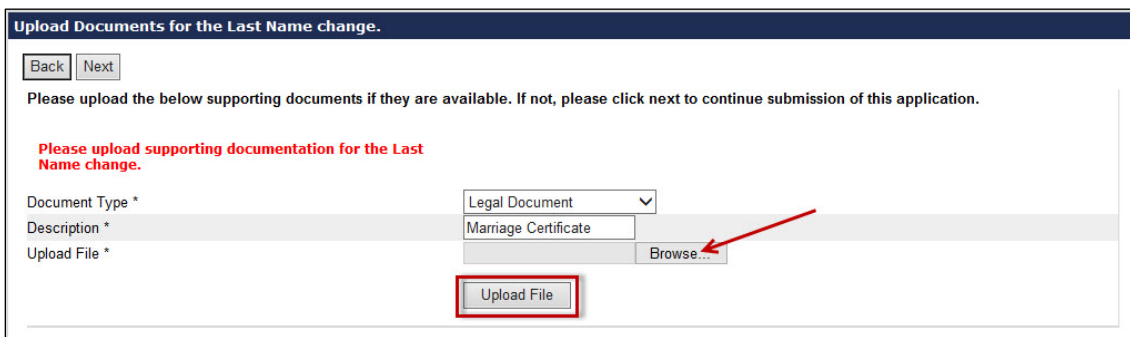 Upload Documents for the Last Name change.
Back Next
Please upload the below supporting documents if they are available. If not, please click next to continue submission of this application.
Please upload supporting documentation for the Last
Name change.
Document Type * Legal Document
Description * Marriage Certificate
Upload File * Browse...
Upload File